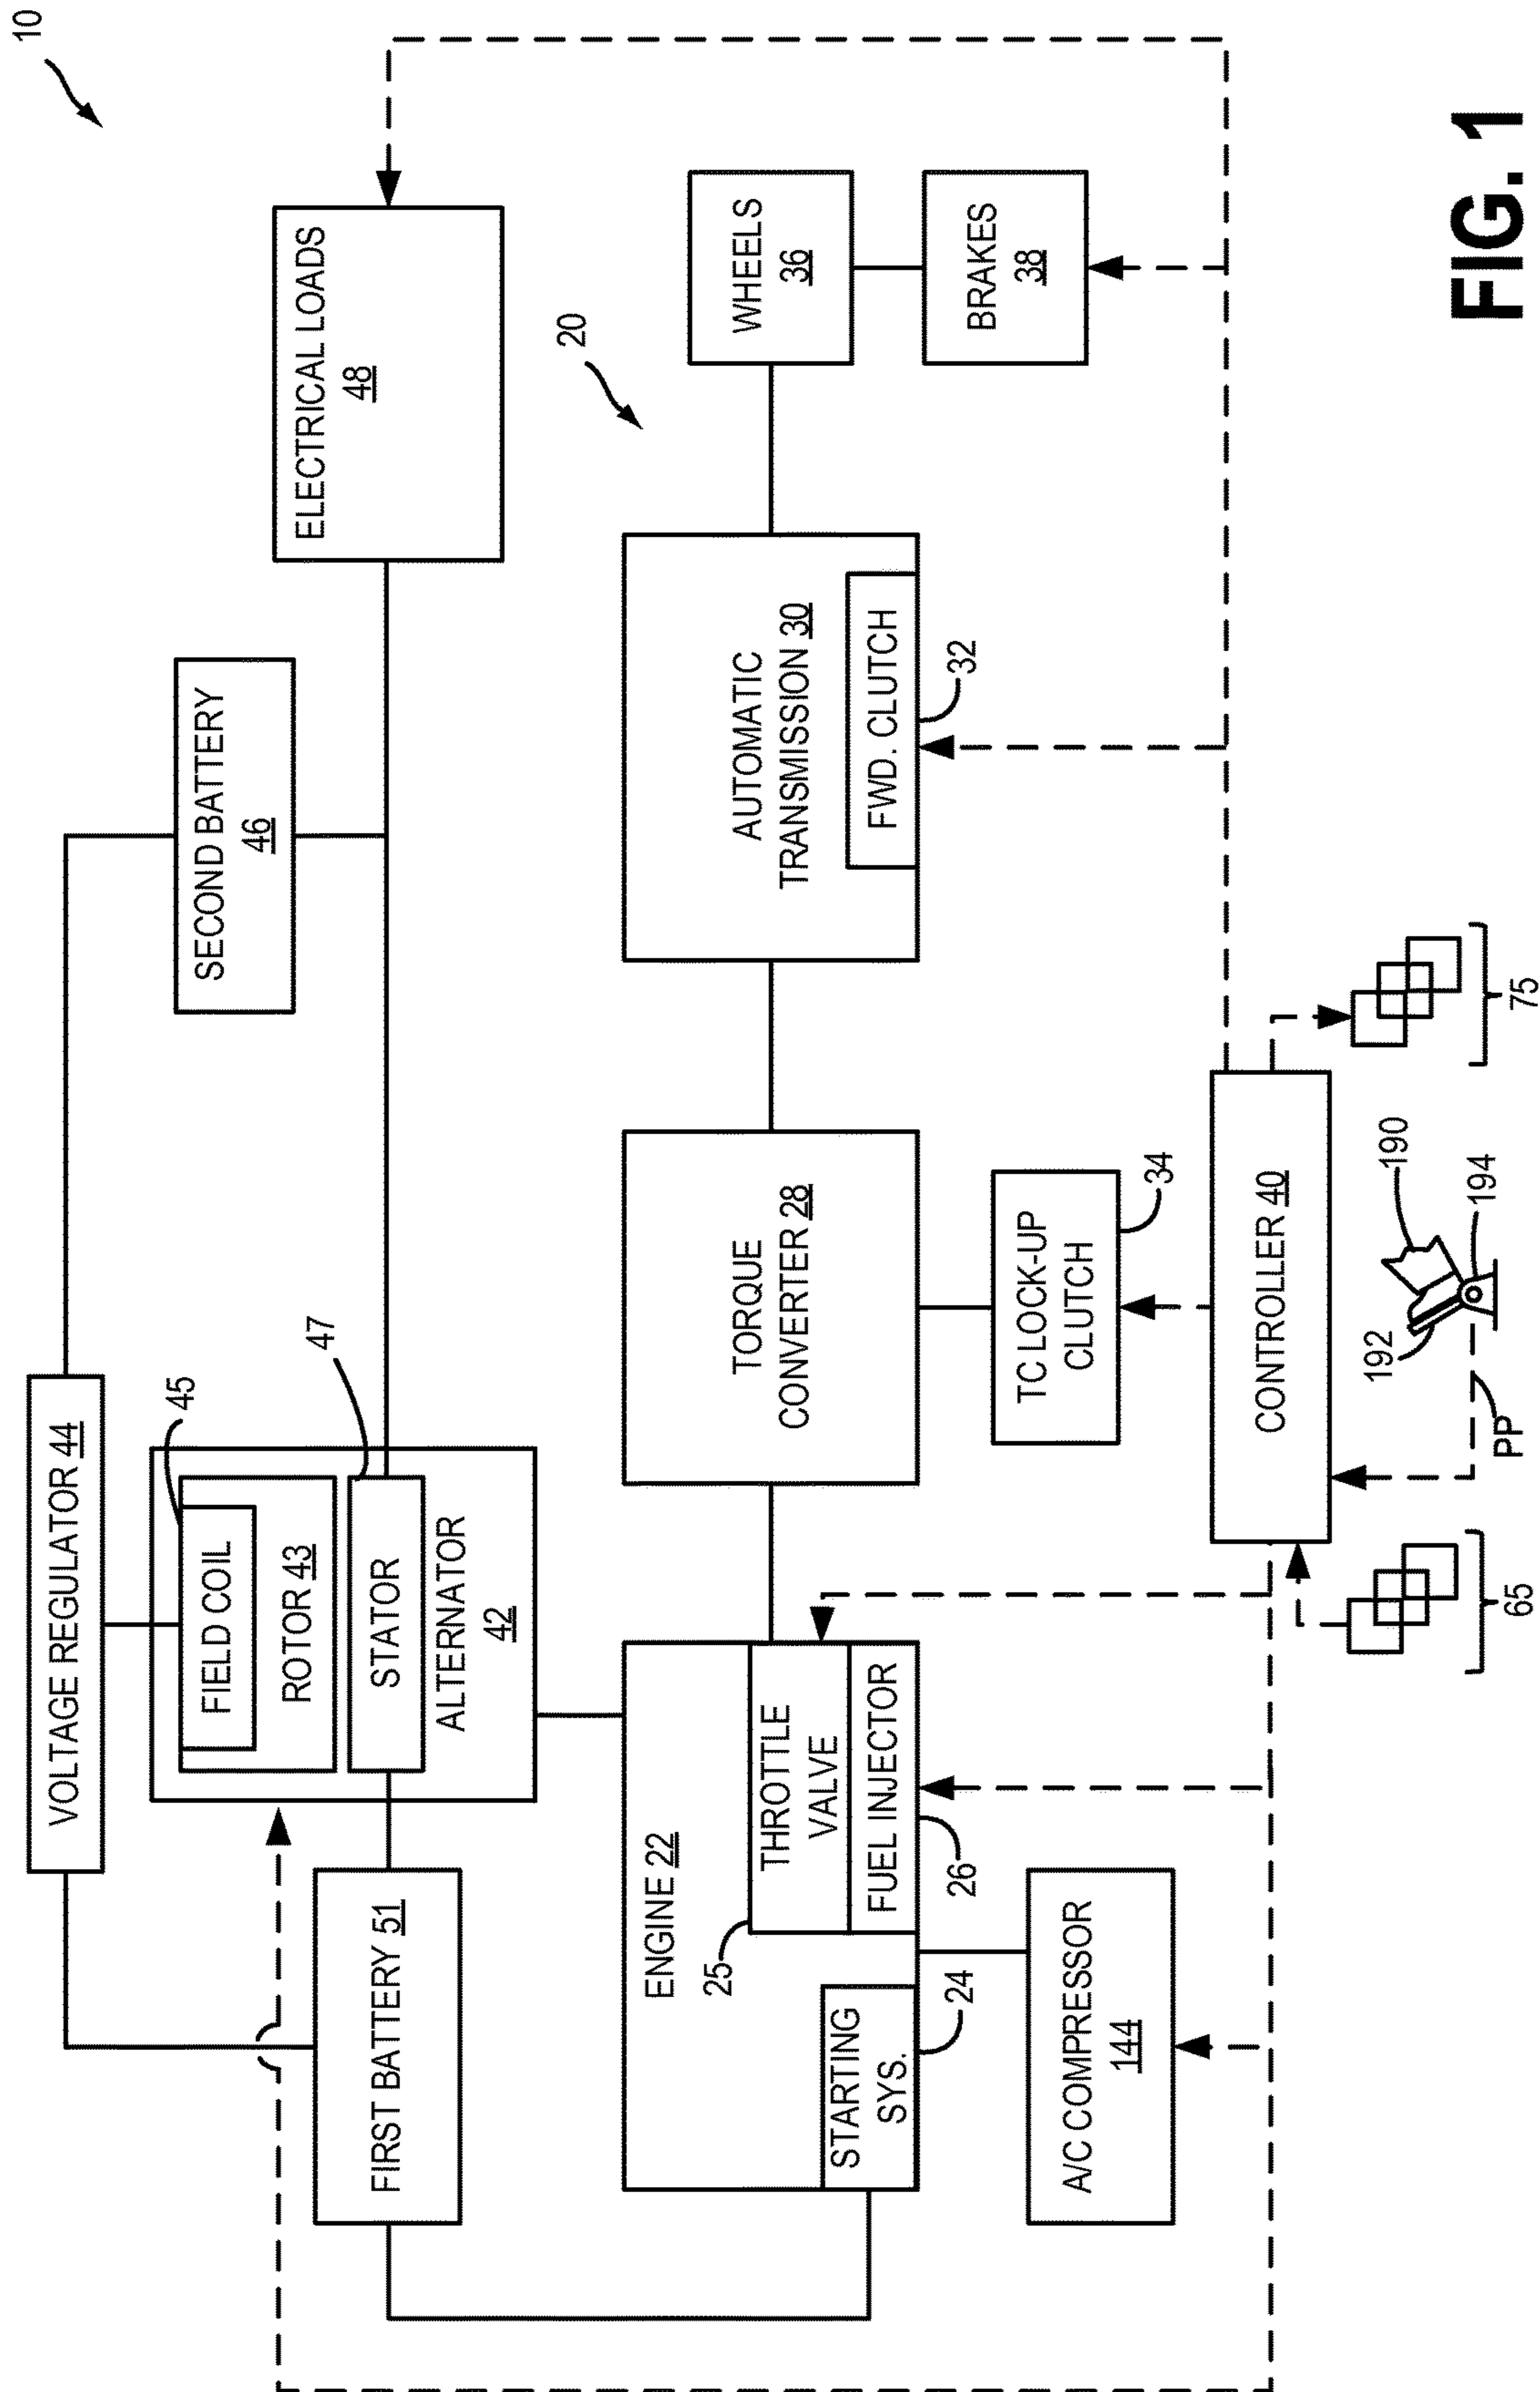 10
VOLTAGE REGULATOR 44
SECOND BATTERY
46
45
FIELD COIL
ROTOR 43
47
STATOR
ALTERNATOR
42
FIRST BATTERY 51
ELECTRICAL LOADS
48
20
ENGINE 22
25
THROTTLE
VALVE
FUEL INJECTOR
26
STARTING
SYS.
24
TORQUE
CONVERTER 28
AUTOMATIC
TRANSMISSION 30
FWD. CLUTCH
32
WHEELS
36
BRAKES
38
A/C COMPRESSOR
144
TC LOCK-UP
CLUTCH
34
CONTROLLER 40
65
PP
192
190
194
75
FIG. 1